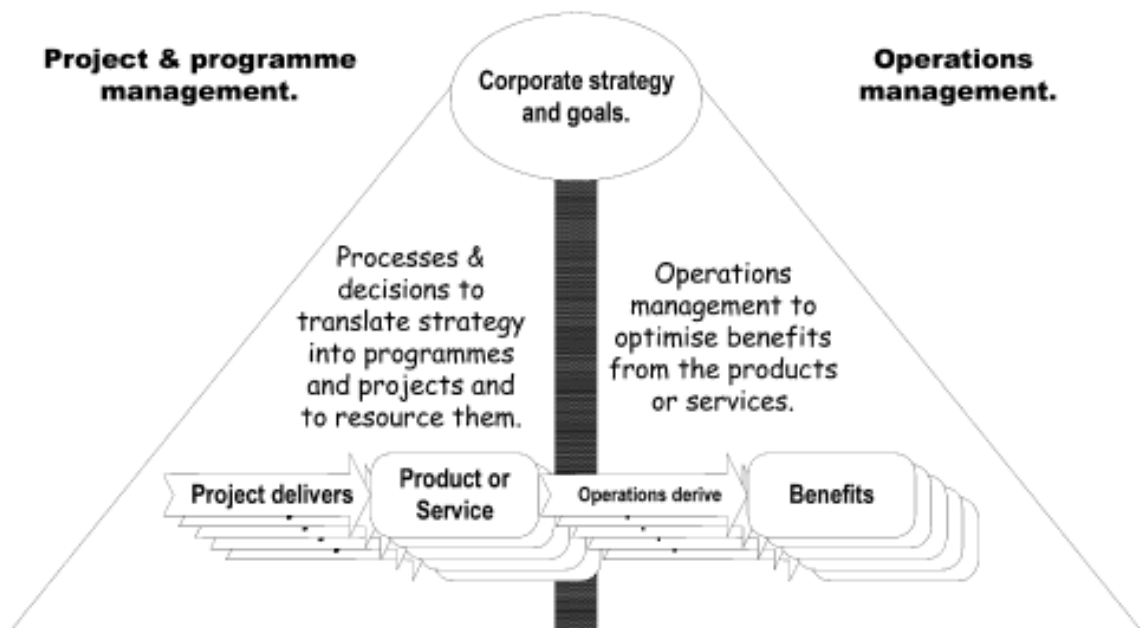 Project & programme
management.
Corporate strategy
and goals.
Operations
management.
Processes &
decisions to
translate strategy
into programmes
and projects and
to resource them.
Operations
management to
optimise benefits
from the products
or services.
Project delivers
Product or
Service
Operations derive
Benefits